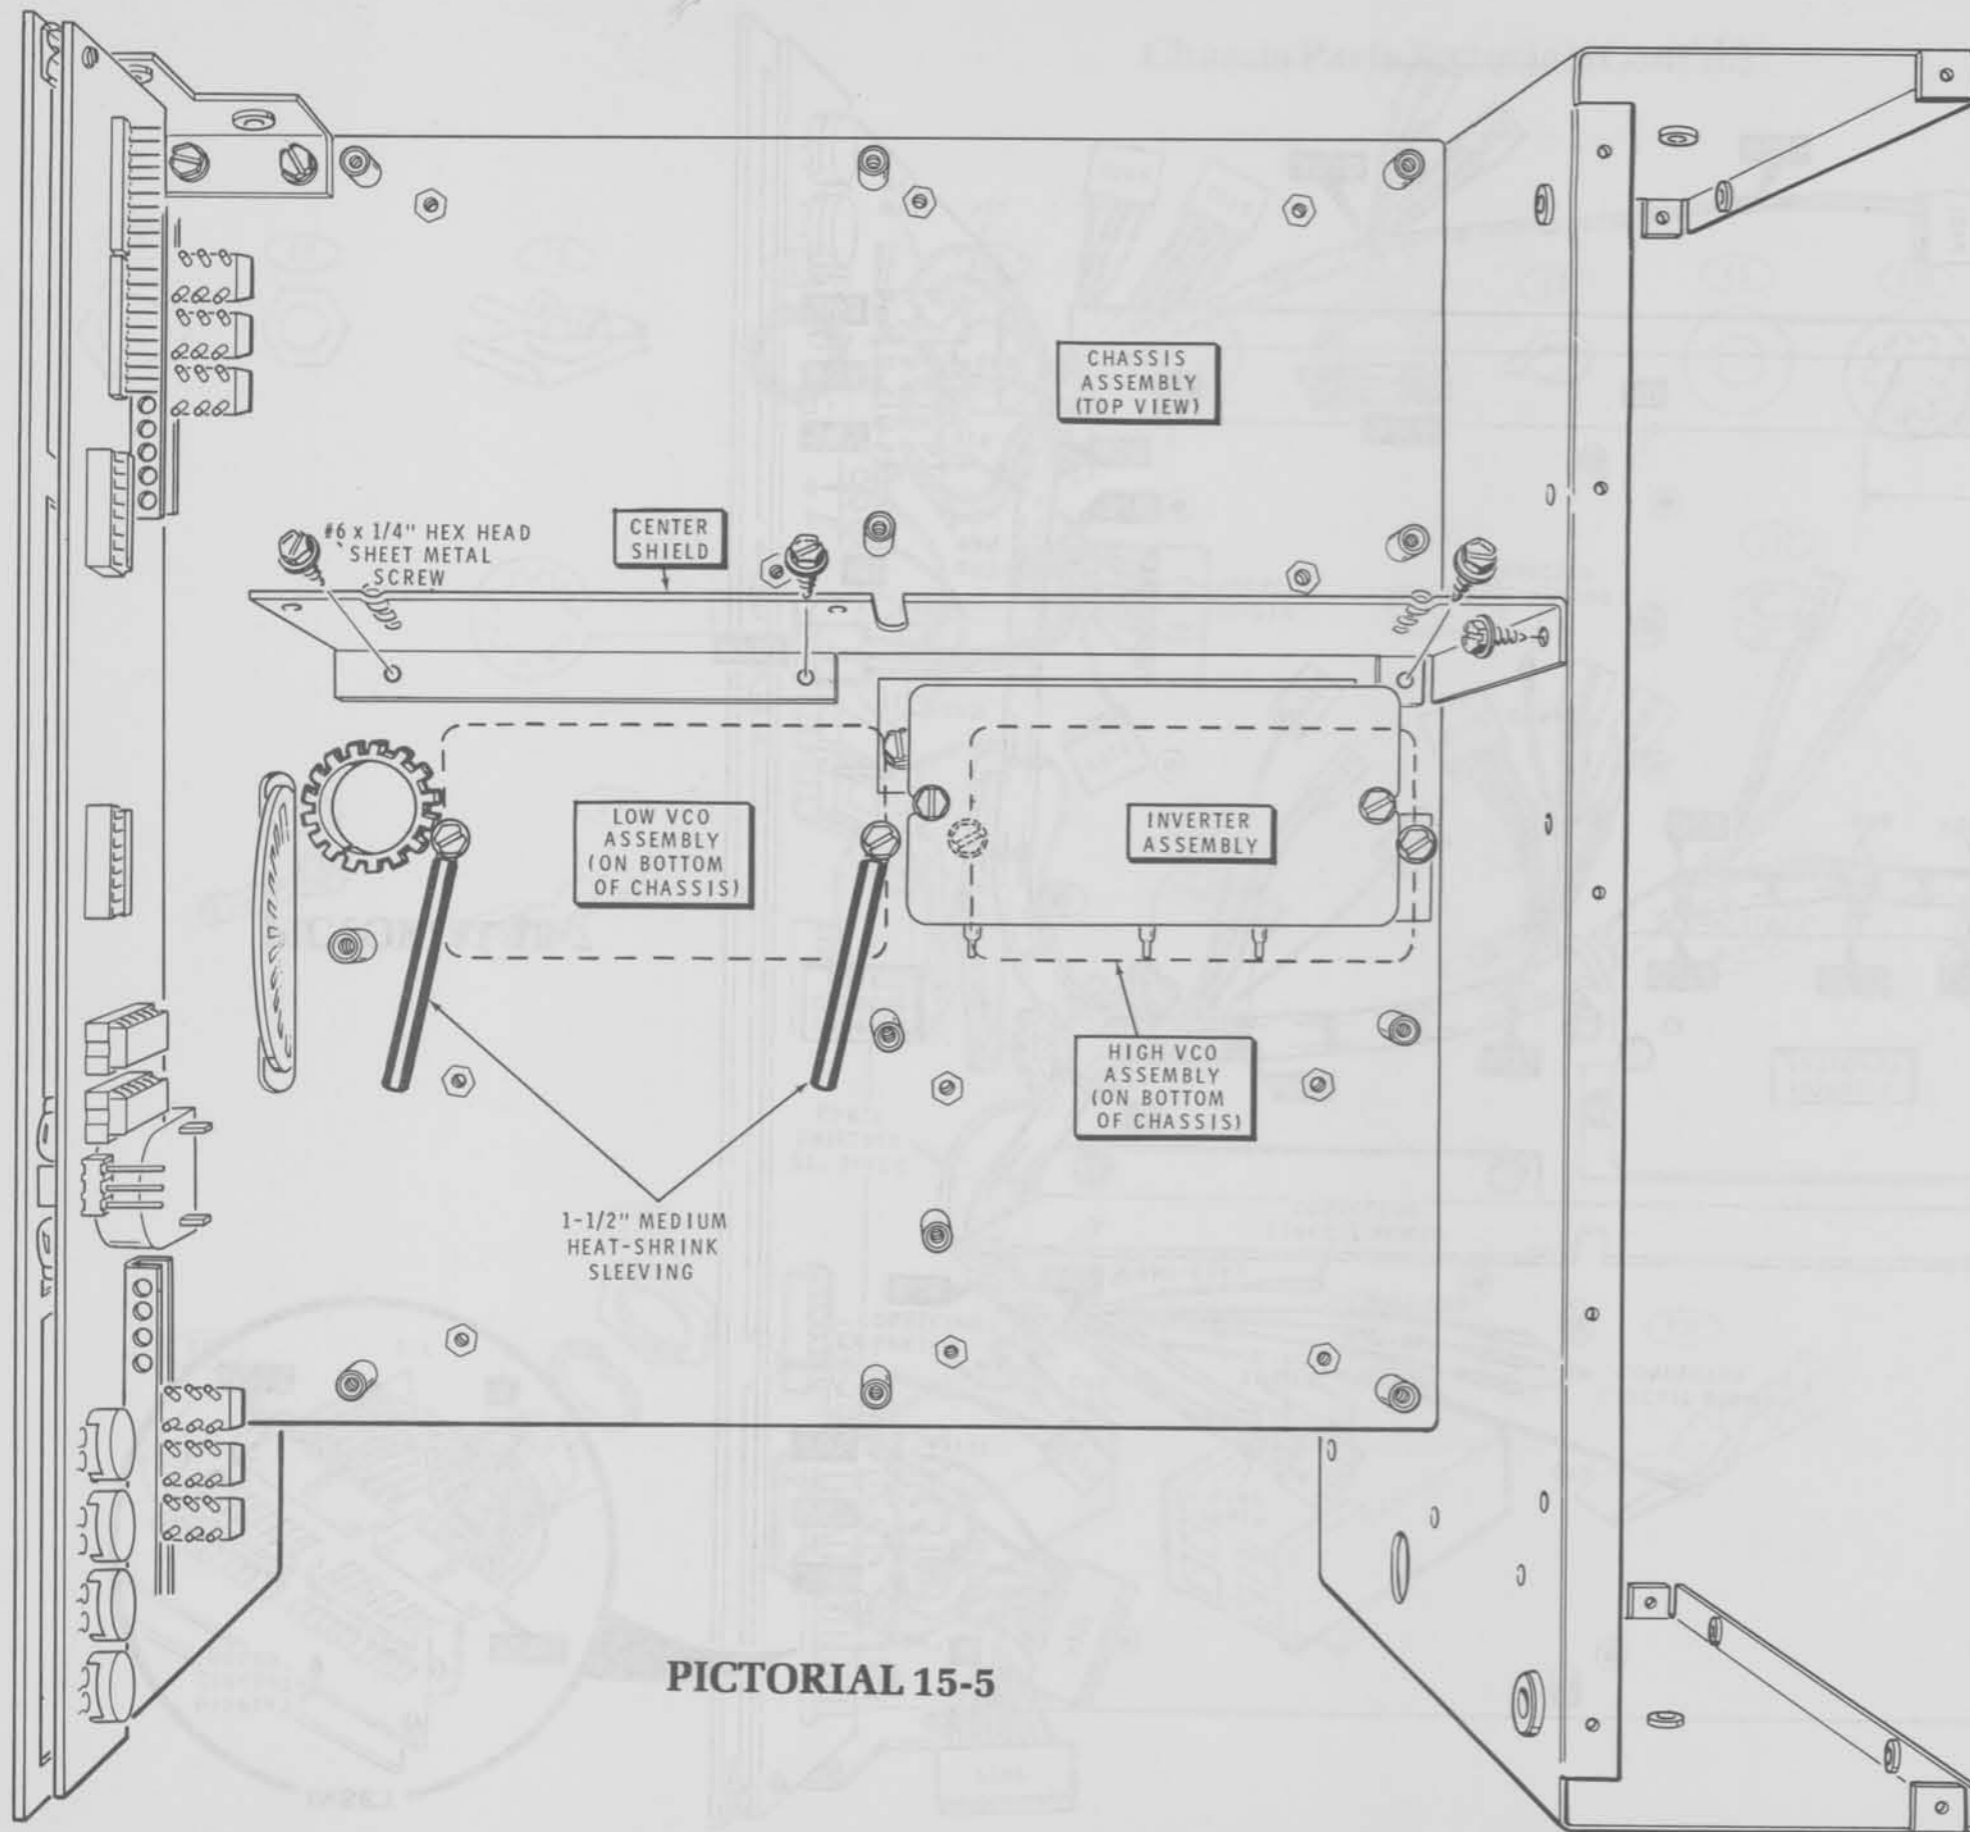 CHASSIS
ASSEMBLY
(TOP VIEW)
#6 x 1/4" HEX HEAD
SHEET METAL
SCREW
CENTER
SHIELD
LOW VCO
ASSEMBLY
(ON BOTTOM
OF CHASSIS)
INVERTER
ASSEMBLY
HIGH VCO
ASSEMBLY
(ON BOTTOM
OF CHASSIS)
1-1/2" MEDIUM
HEAT-SHRINK
SLEEVING
PICTORIAL 15-5